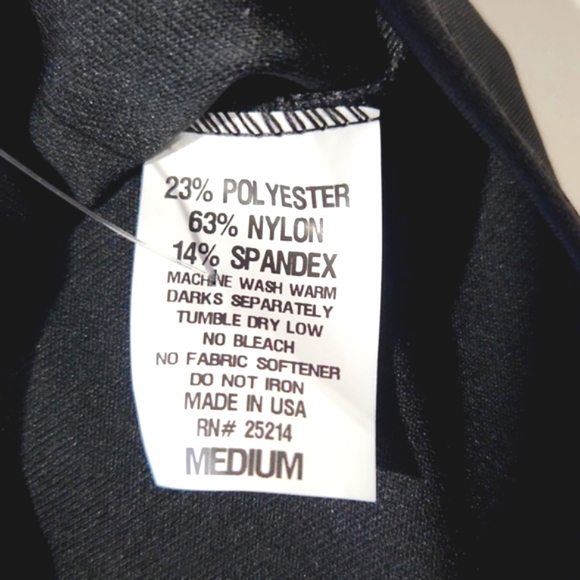 23% POLYESTER
63% NYLON
14% SPANDEX
MACHINE WASH WARM
DARKS SEPARATELY
TUMBLE DRY LOW
NO BLEACH
NO FABRIC SOFTENER
DO NOT IRON
MADE IN USA
RN# 25214
MEDIUM